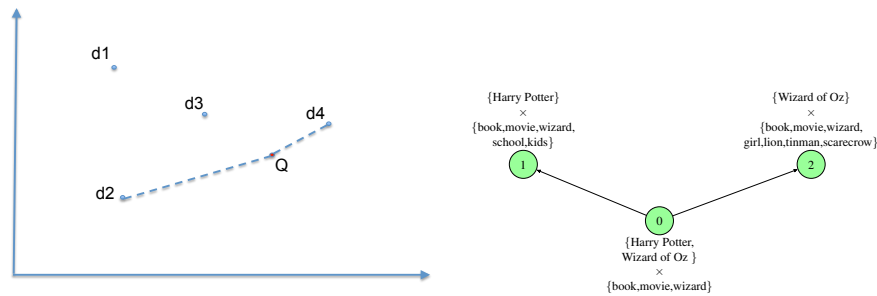 d1
d3
d4
Q
d2
{Harry Potter}
×
{book,movie,wizard,
school,kids}
1
{Wizard of Oz}
×
{book,movie,wizard,
girl,lion,tinman,scarecrow}
2
0
{Harry Potter,
Wizard of Oz }
×
{book,movie,wizard}